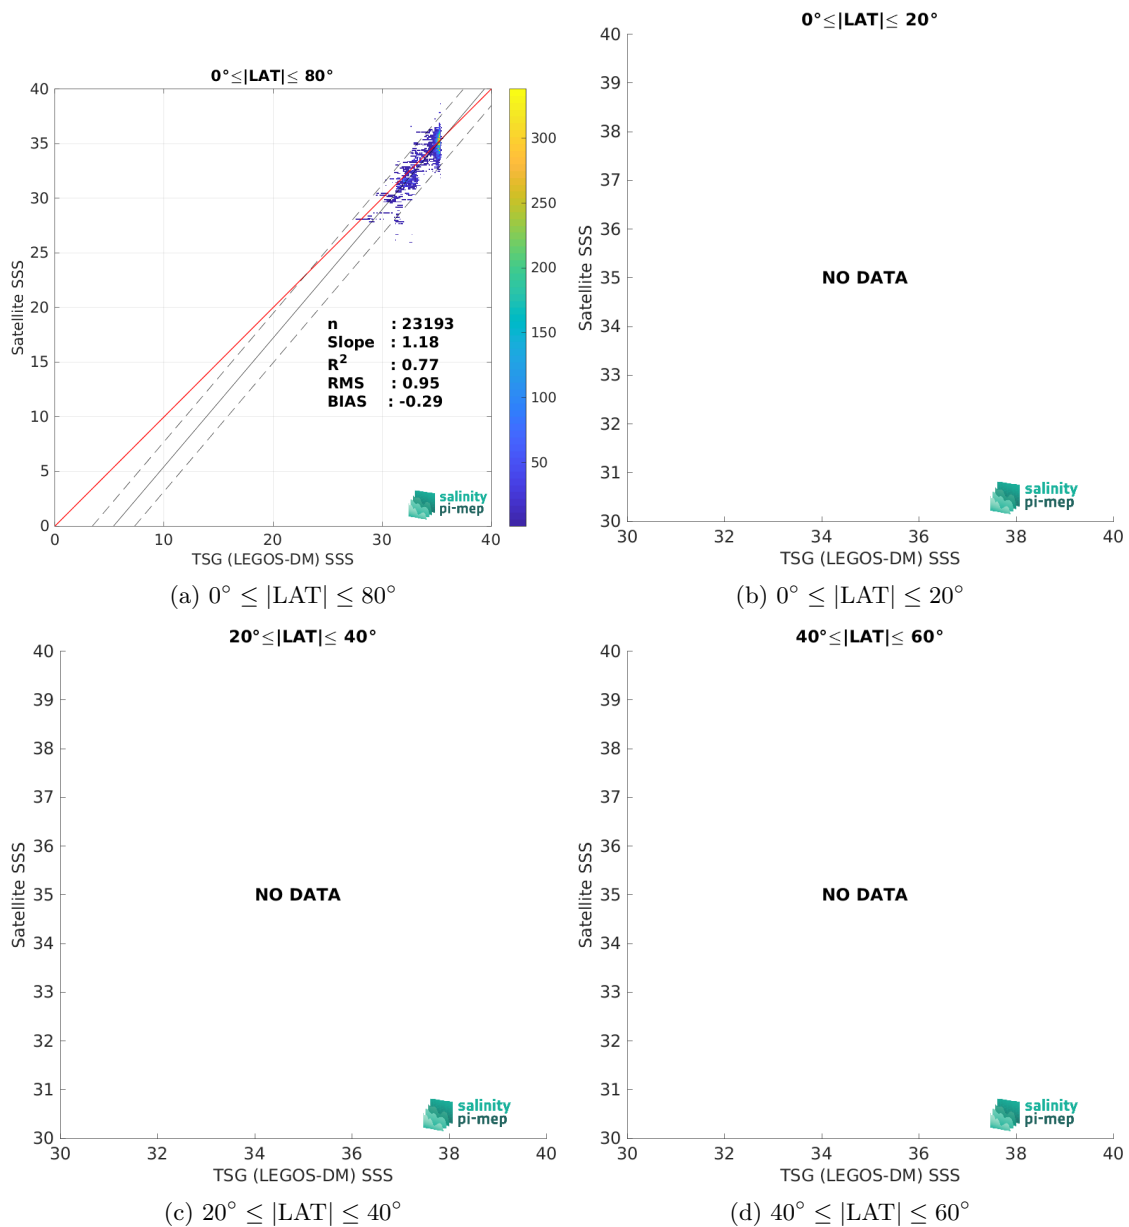 0°≤|LAT|≤ 80°
40
35
30
25
20
15
10
5
0
0
10
20
30
40
Satellite SSS
TSG (LEGOS-DM) SSS
n : 23193
Slope : 1.18
R² : 0.77
RMS : 0.95
BIAS : -0.29
salinity
pi-mep
300
250
200
150
100
50
(a) 0° ≤ |LAT| ≤ 80°
0°≤|LAT|≤ 20°
40
39
38
37
36
35
34
33
32
31
30
30
32
34
36
38
40
Satellite SSS
NO DATA
salinity
pi-mep
TSG (LEGOS-DM) SSS
(b) 0° ≤ |LAT| ≤ 20°
20°≤|LAT|≤ 40°
40
39
38
37
36
35
34
33
32
31
30
30
32
34
36
38
40
Satellite SSS
NO DATA
salinity
pi-mep
TSG (LEGOS-DM) SSS
(c) 20° ≤ |LAT| ≤ 40°
40°≤|LAT|≤ 60°
40
39
38
37
36
35
34
33
32
31
30
30
32
34
36
38
40
Satellite SSS
NO DATA
salinity
pi-mep
TSG (LEGOS-DM) SSS
(d) 40° ≤ |LAT| ≤ 60°